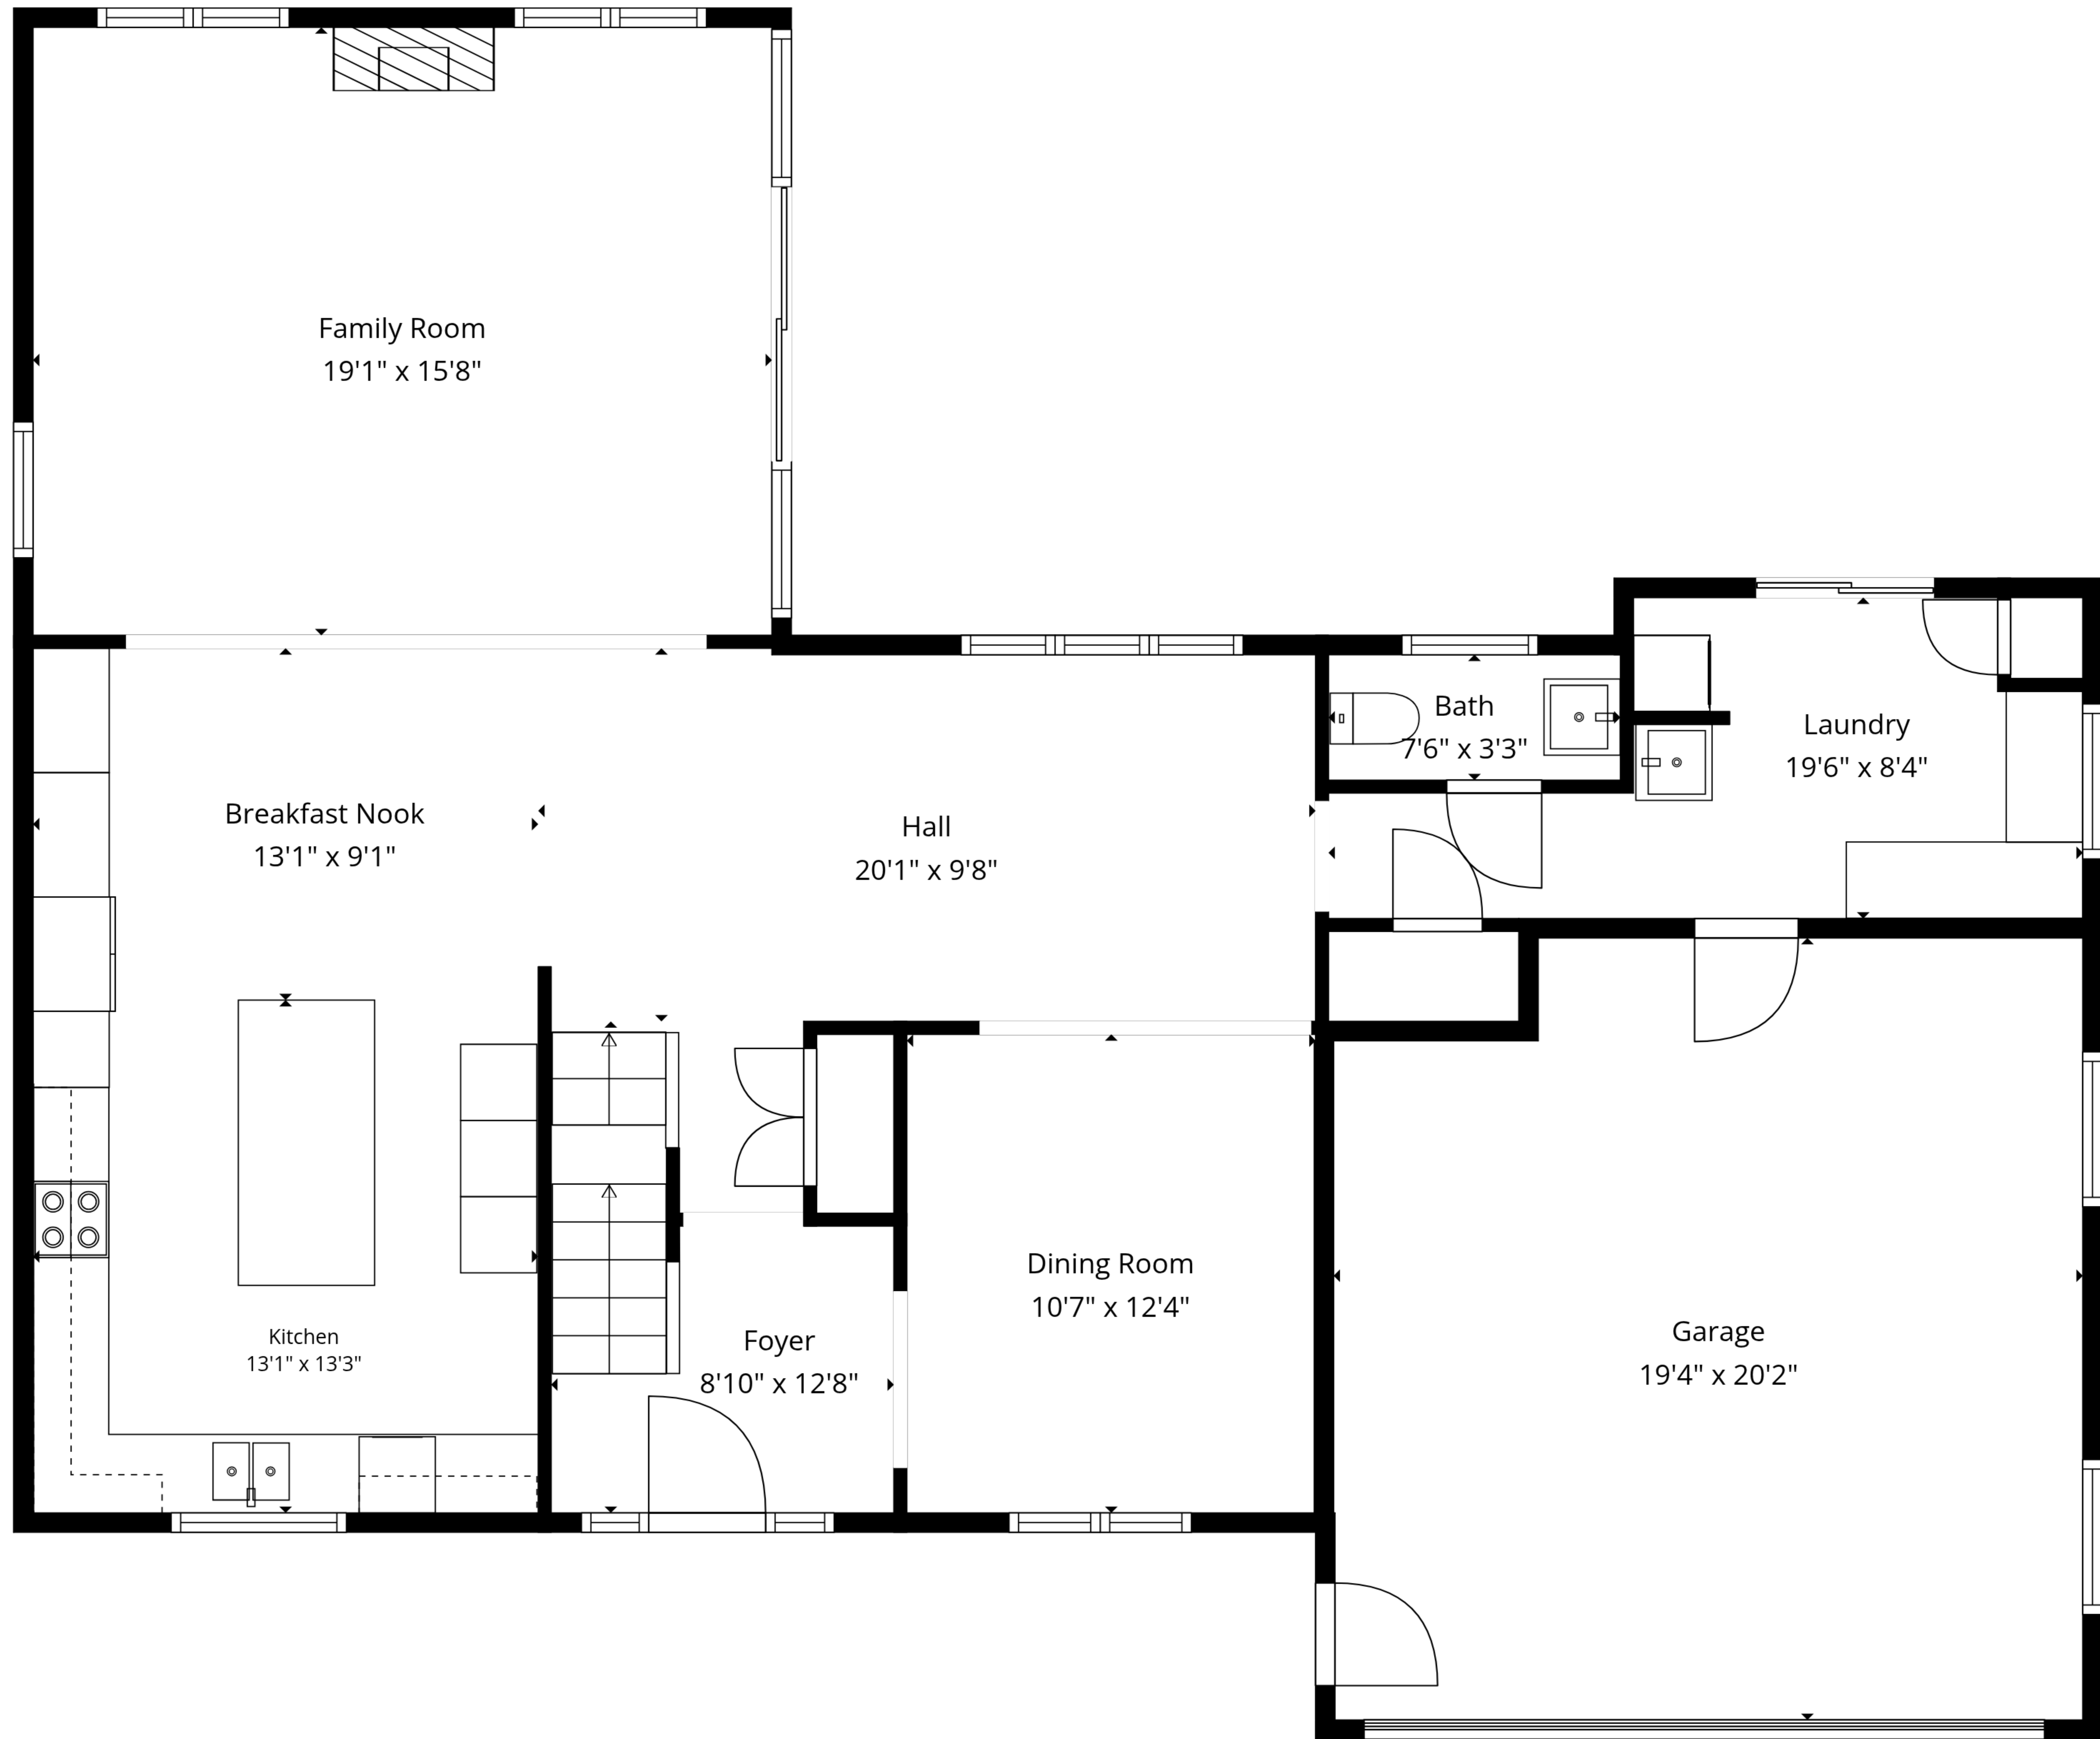 Family Room
19'1" x 15'8"
Bath
7'6" x 3'3"
Laundry
19'6" x 8'4"
Breakfast Nook
13'1" x 9'1"
Hall
20'1" x 9'8"
Dining Room
10'7" x 12'4"
Kitchen
13'1" x 13'3"
Foyer
8'10" x 12'8"
Garage
19'4" x 20'2"